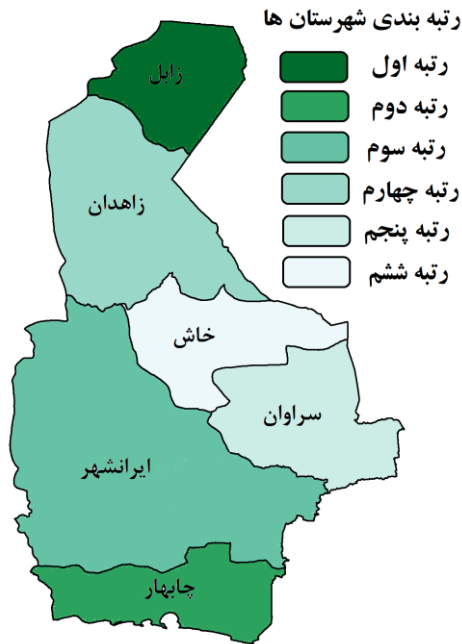 رتبه بندی شهرستان ها
رتبه اول
رتبه دوم
رتبه سوم
رتبه چهارم
رتبه پنجم
رتبه ششم
زابل
زاهدان
خاش
سراوان
ایرانشهر
چابهار